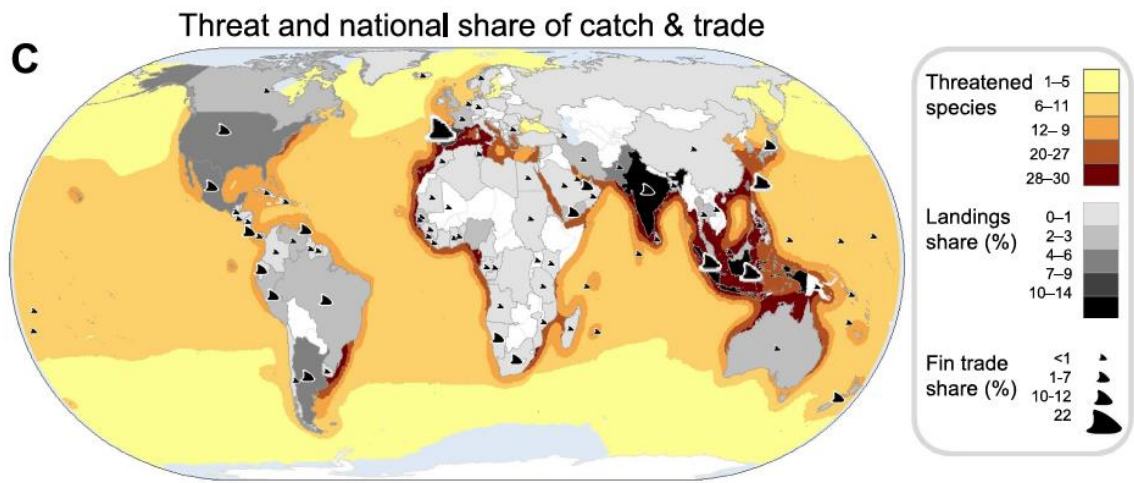 Threat and national share of catch & trade
C
Threatened 1–5
species 6–11
12– 9
20-27
28–30
Landings 0–1
share (%) 2–3
4–6
7–9
10–14
Fin trade <1
share (%) 1-7
10-12
22